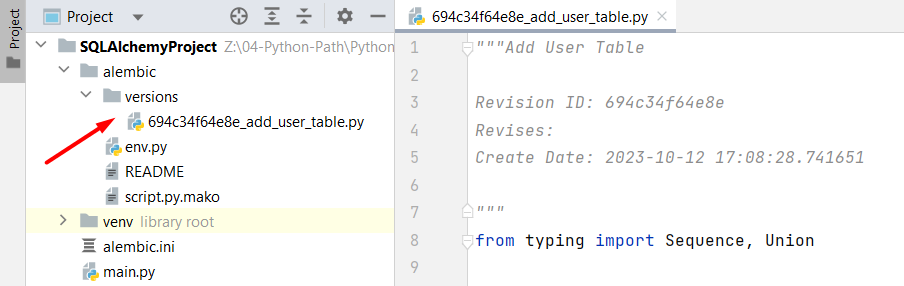 Project
Project
SQLAlchemyProject Z:\04-Python-Path\Python
alembic
versions
694c34f64e8e_add_user_table.py
env.py
README
script.py.mako
venv library root
alembic.ini
main.py
694c34f64e8e_add_user_table.py
1 """Add User Table
2
3 Revision ID: 694c34f64e8e
4 Revises:
5 Create Date: 2023-10-12 17:08:28.741651
6
7 """
8 from typing import Sequence, Union
9